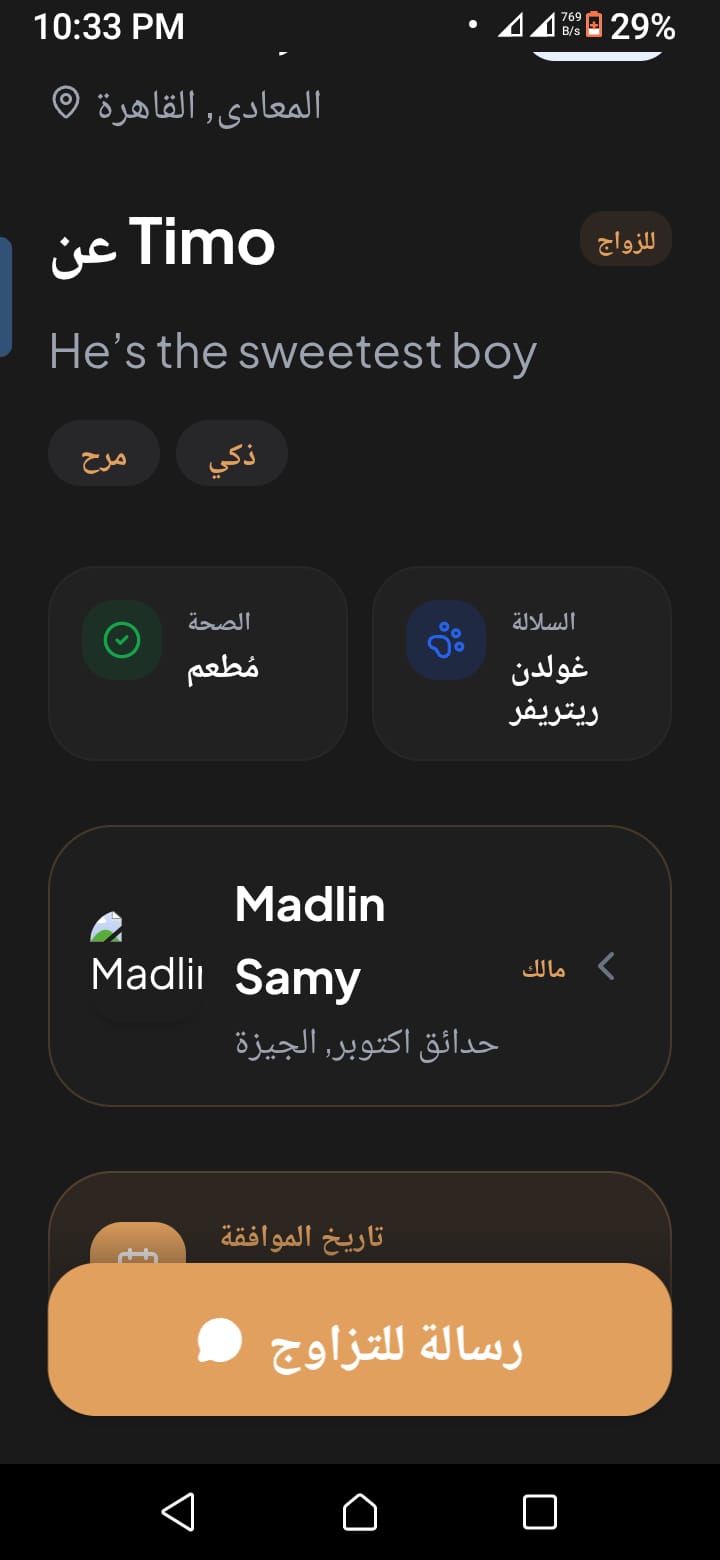 10:33 PM
769 B/s
29%
المعادى, القاهرة
عن Timo
للزواج
He's the sweetest boy
مرح
ذكي
الصحة
مُطعم
السلالة
غولدن
ريتريفر
Madlin
Madlin
Samy
مالك
حدائق اكتوبر, الجيزة
تاريخ الموافقة
رسالة للتزاوج